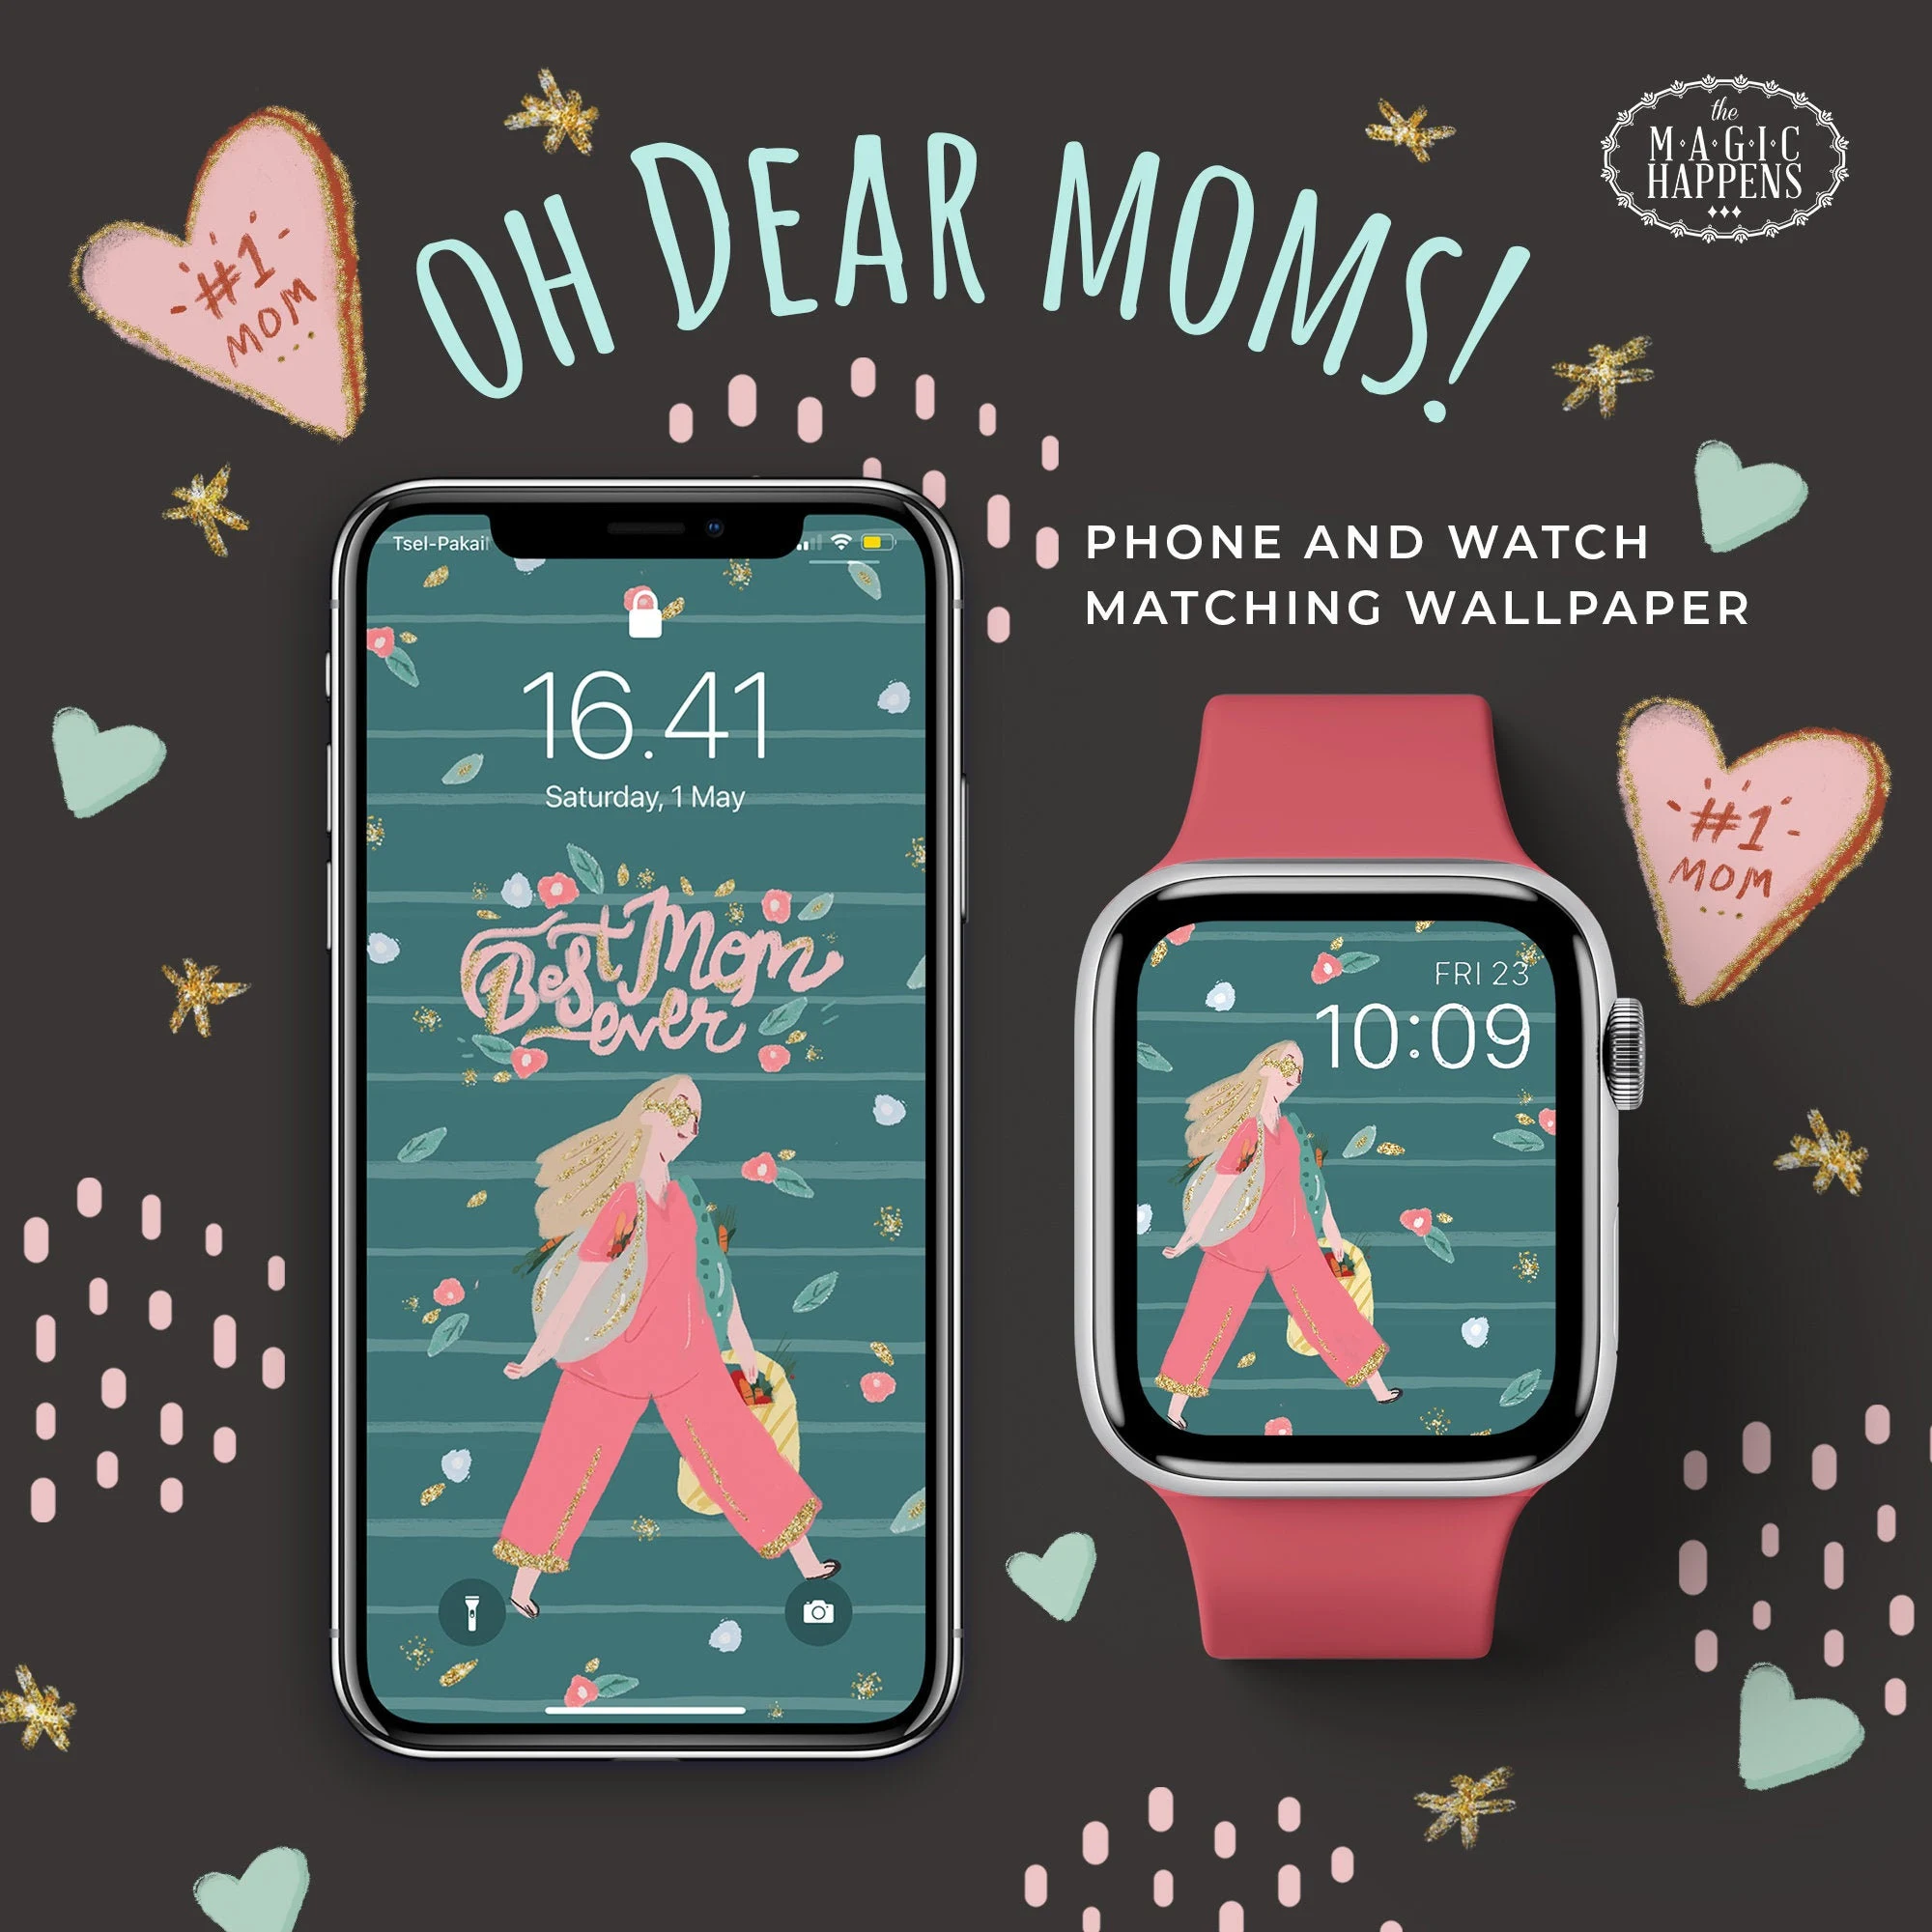 the
M·A·G·I·C
HAPPENS
#1
MOM
OH DEAR MOMS!
PHONE AND WATCH
MATCHING WALLPAPER
Tsel-Pakai
16.41
Saturday, 1 May
Best Mom
ever
FRI 23
10:09
#1
MOM